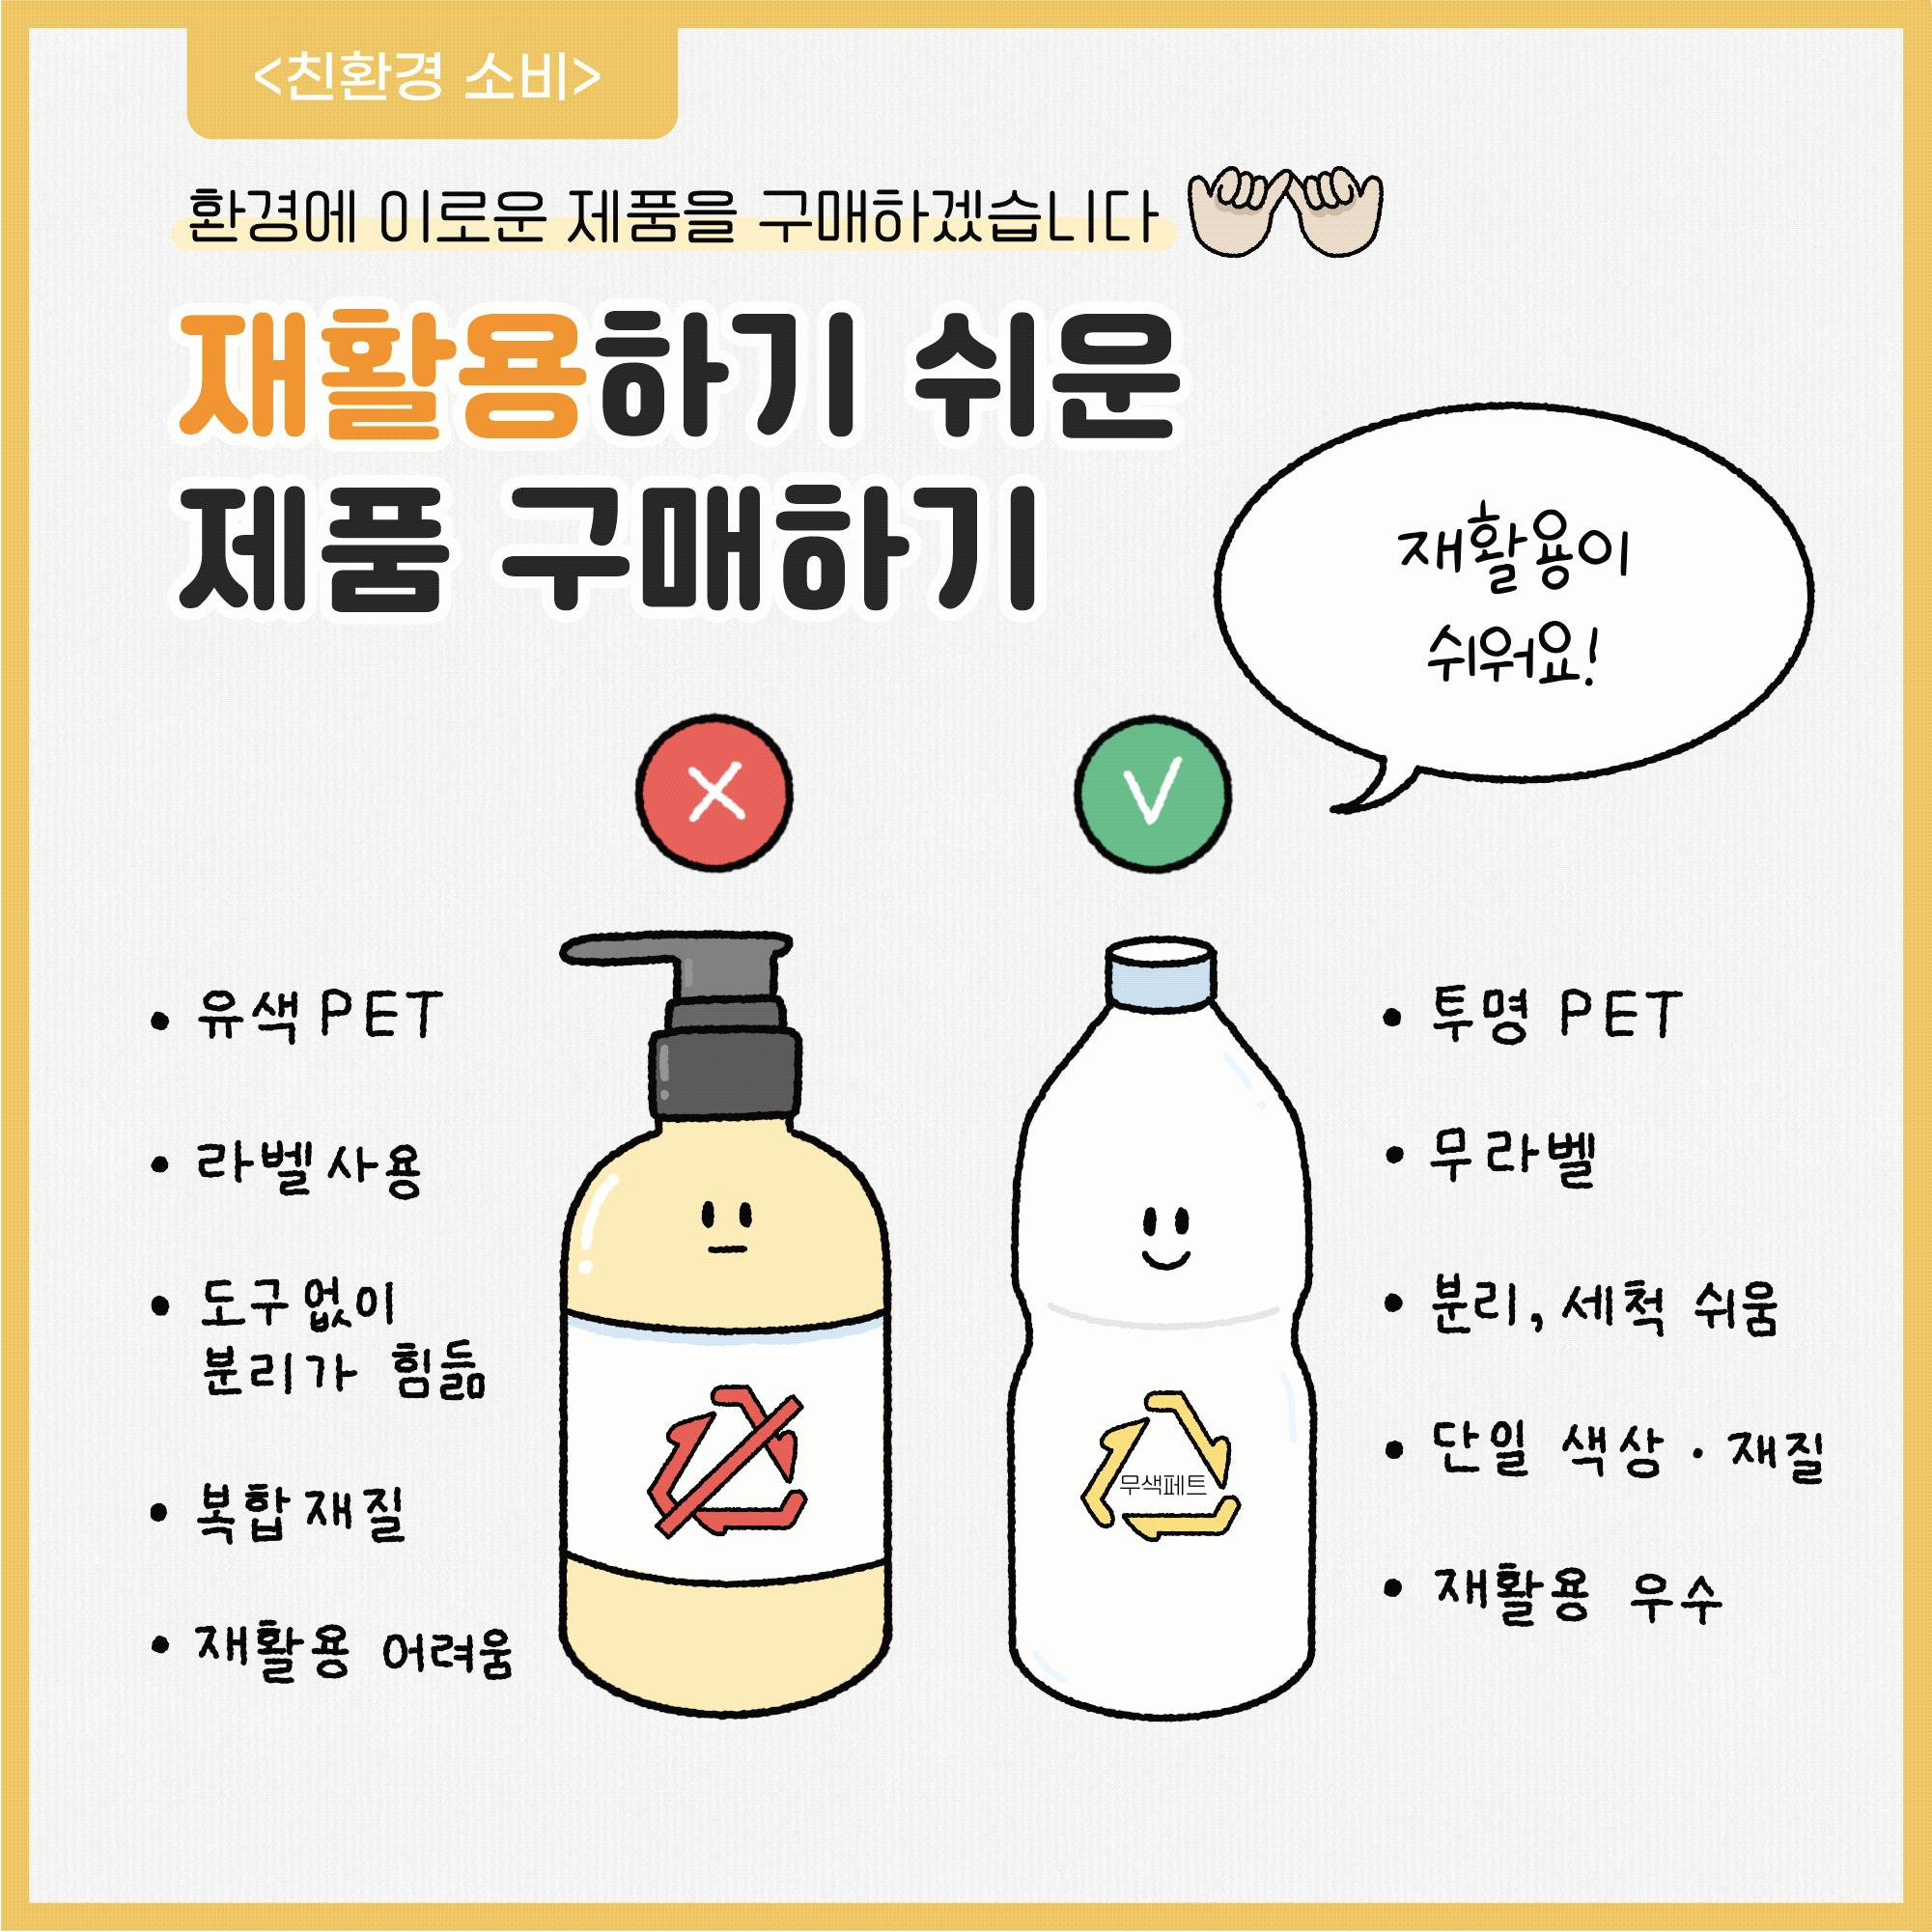 <친환경 소비>
환경에 이로운 제품을 구매하겠습니다
재활용하기 쉬운
제품 구매하기
재활용이
쉬워요!
• 유색 PET
• 라벨 사용
• 도구 없이
분리가 힘듦
• 복합 재질
• 재활용 어려움
무색페트
• 투명 PET
• 무라벨
• 분리, 세척 쉬움
• 단일 색상 · 재질
• 재활용 우수